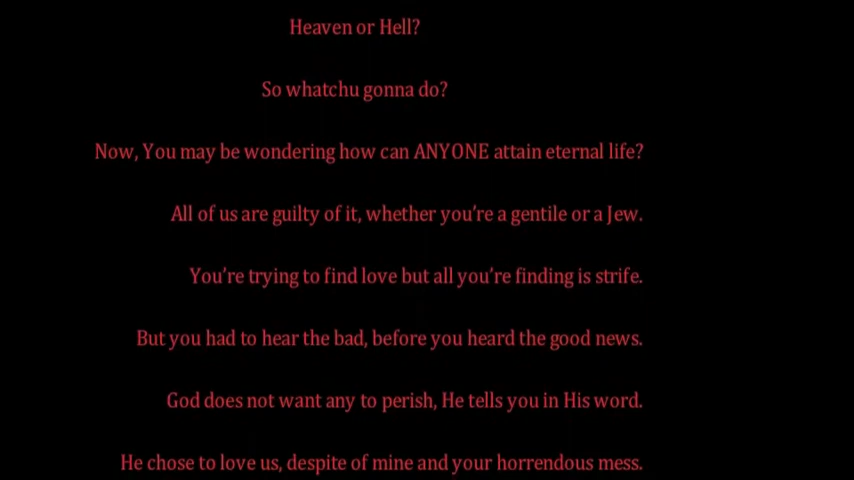 Heaven or Hell?
So whatchu gonna do?
Now, You may be wondering how can ANYONE attain eternal life?
All of us are guilty of it, whether you’re a gentile or a Jew.
You’re trying to find love but all you’re finding is strife.
But you had to hear the bad, before you heard the good news.
God does not want any to perish, He tells you in His word.
He chose to love us, despite of mine and your horrendous mess.